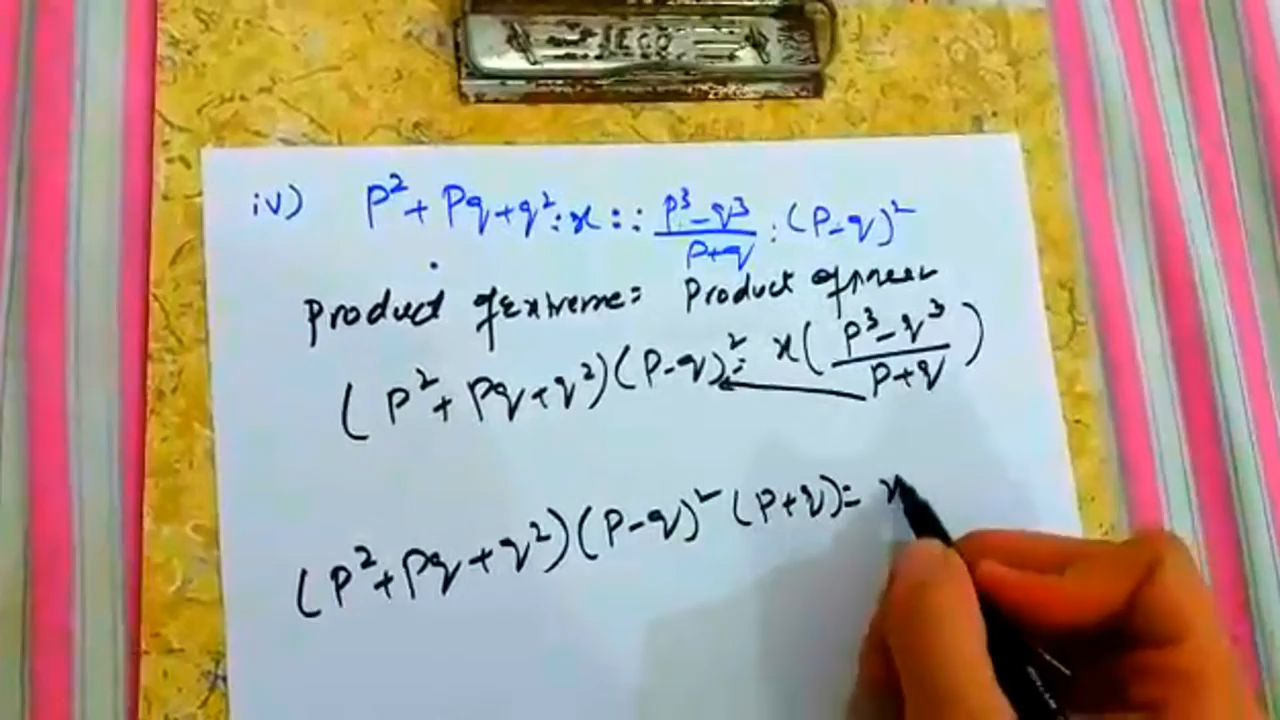 iv) P² + Pq + q² : x :: (P³ - q³)/(P+q) : (P - q)²
Product of Extreme = Product of mean
(P² + Pq + q²)(P - q)² = x((P³ - q³)/(P+q))
(P² + Pq + q²)(P - q)² (P+q) = x